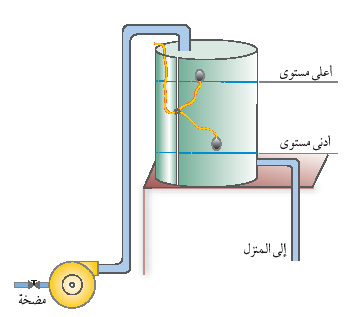 أعلى مستوى
أدنى مستوى
إلى المنزل
مضخة